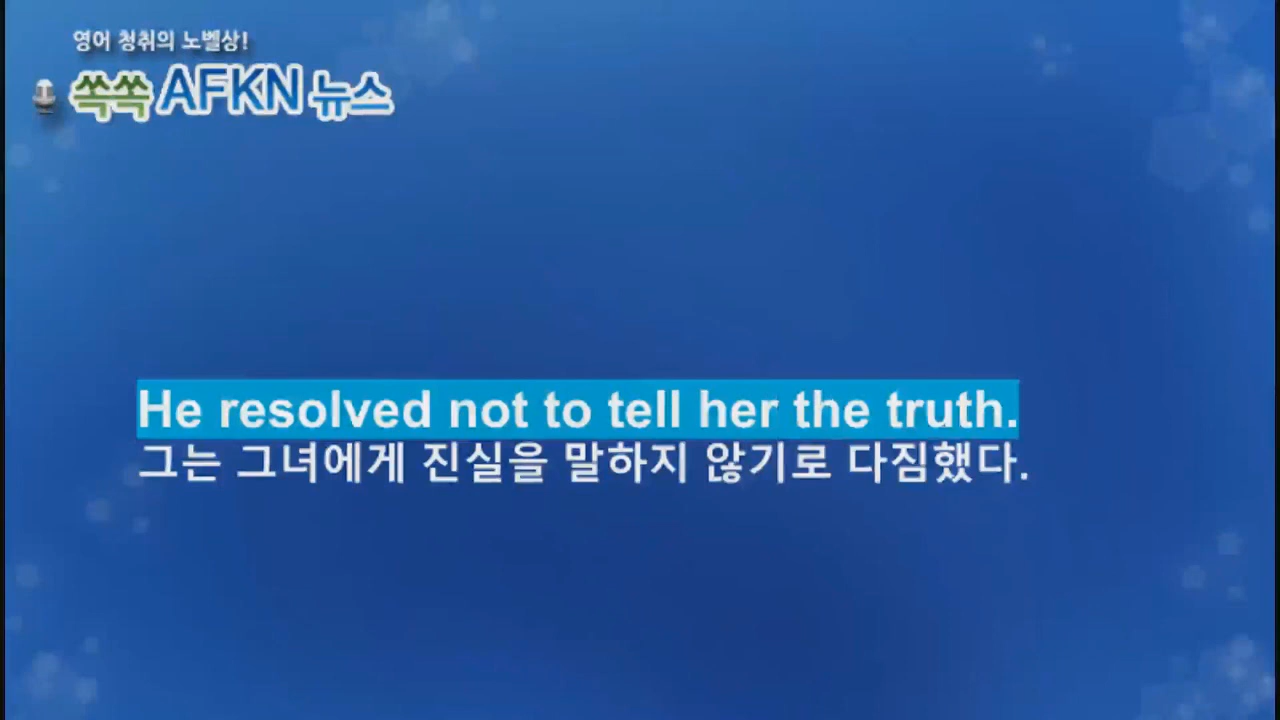 영어 청취의 노벨상!
쏙쏙 AFKN 뉴스
He resolved not to tell her the truth.
그는 그녀에게 진실을 말하지 않기로 다짐했다.